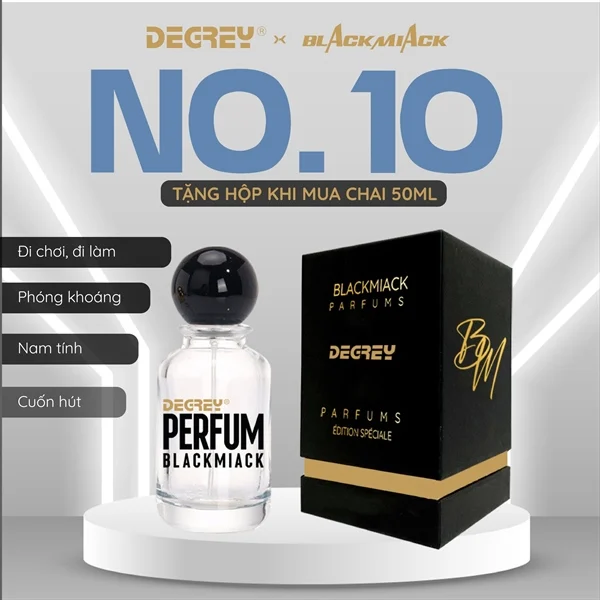 DEGREY® × BLACKMIACK
NO. 10
TẶNG HỘP KHI MUA CHAI 50ML
Đi chơi, đi làm
Phóng khoáng
Nam tính
Cuốn hút
DEGREY®
PERFUM
BLACKMIACK
BLACKMIACK
PARFUMS
DEGREY
PARFUMS
ÉDITION SPÉCIALE
BM